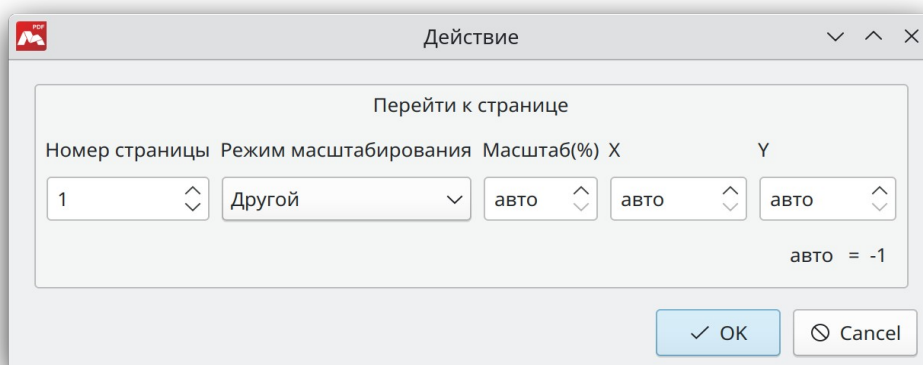 PDF
Действие
Перейти к странице
Номер страницы Режим масштабирования Масштаб(%) X Y
1 Другой авто авто авто
авто = -1
OK Cancel